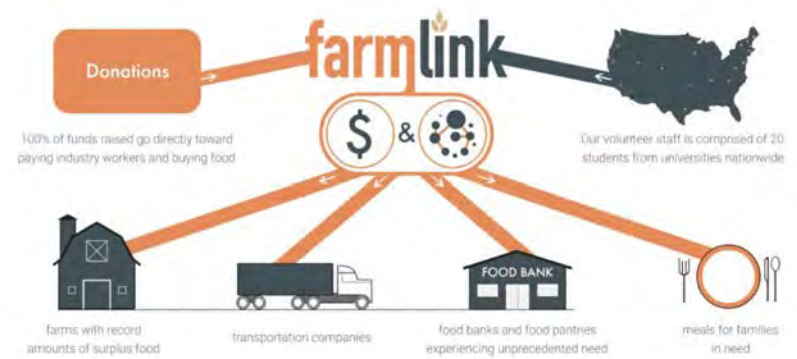 Donations
farmlink
100% of funds raised go directly toward
paying industry workers and buying food
$ &
Our volunteer staff is comprised of 20
students from universities nationwide
FOOD BANK
farms with record
amounts of surplus food
transportation companies
food banks and food pantries
experiencing unprecedented need
meals for families
in need